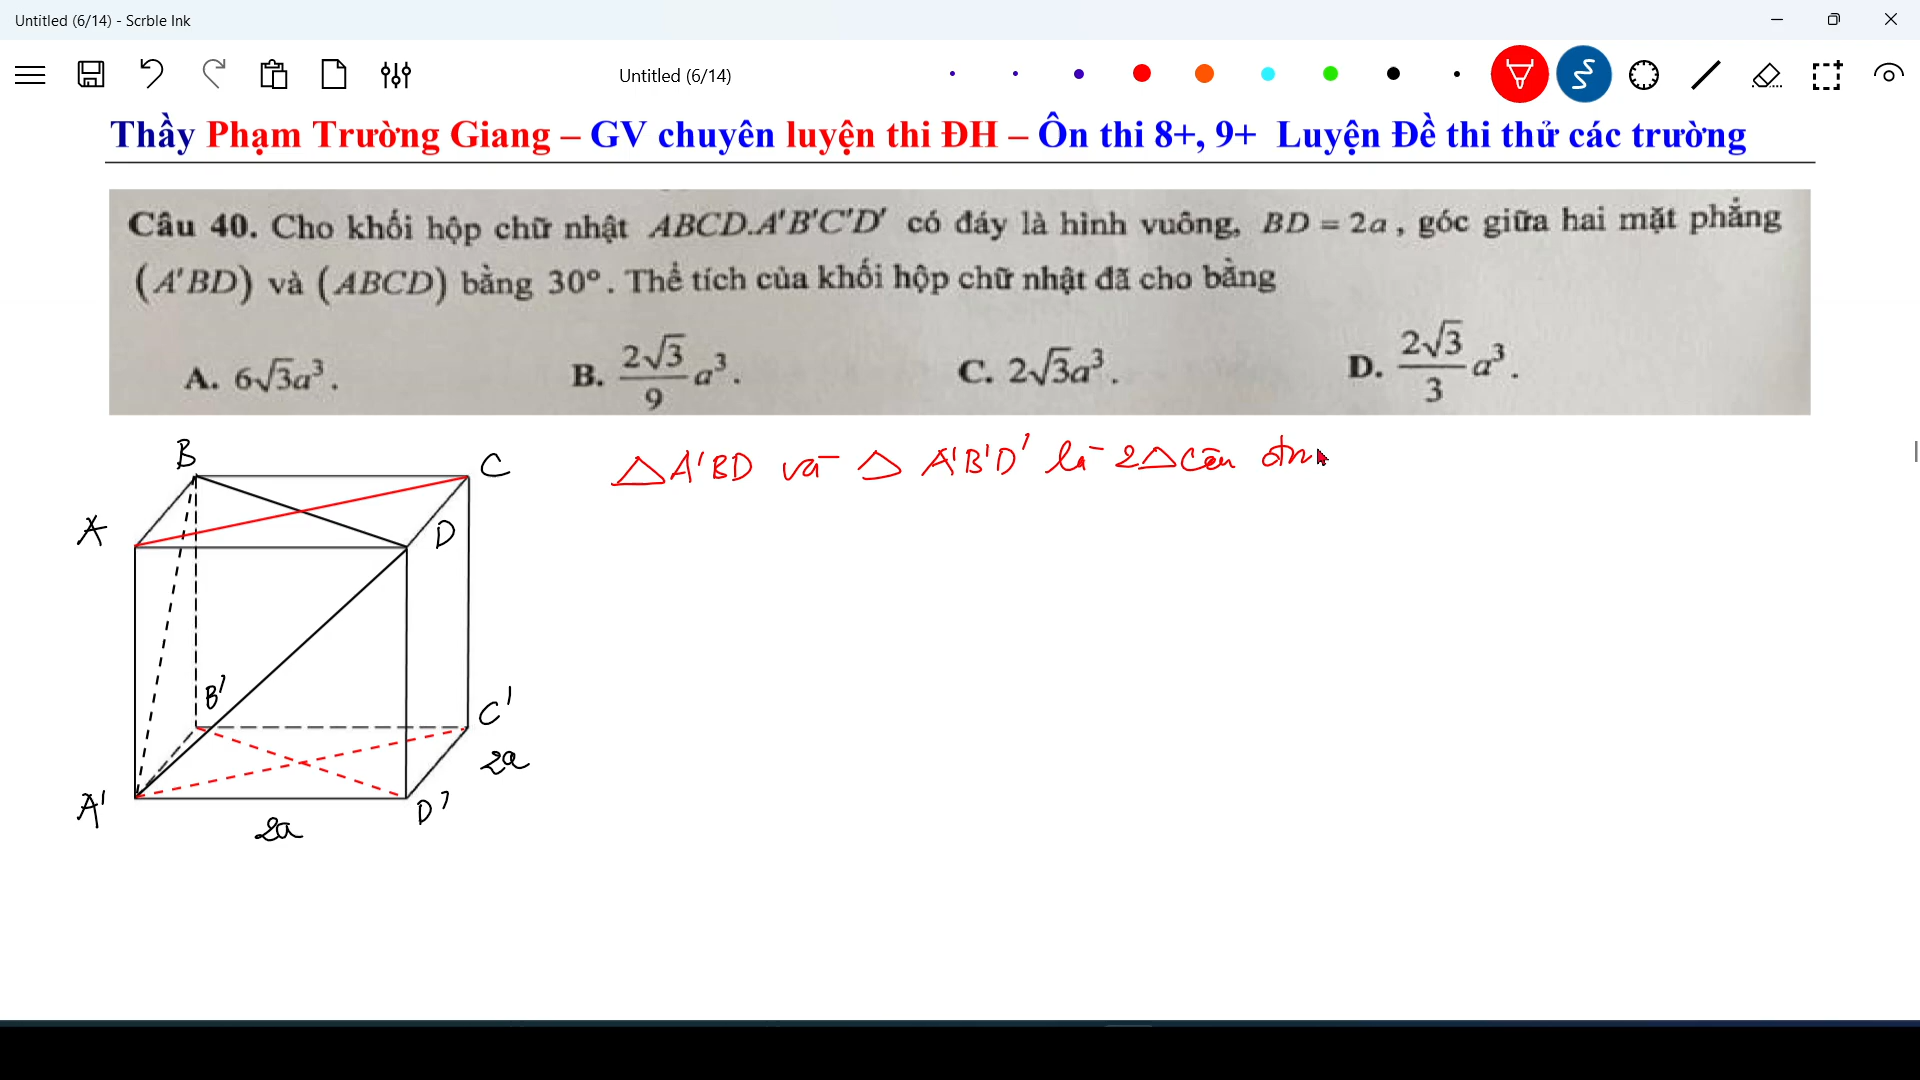 Untitled (6/14) - Scrble Ink
Untitled (6/14)
Thầy Phạm Trường Giang – GV chuyên luyện thi ĐH – Ôn thi 8+, 9+ Luyện Đề thi thử các trường
Câu 40. Cho khối hộp chữ nhật ABCD.A'B'C'D' có đáy là hình vuông, BD = 2a, góc giữa hai mặt phẳng
(A'BD) và (ABCD) bằng 30°. Thể tích của khối hộp chữ nhật đã cho bằng
A. 6√3a³. B. 2√3/9 a³. C. 2√3a³. D. 2√3/3 a³.
△A'BD và △ A'B'D' là 2△ cân
B
C
A
D
B'
C'
2a
A'
D'
2a